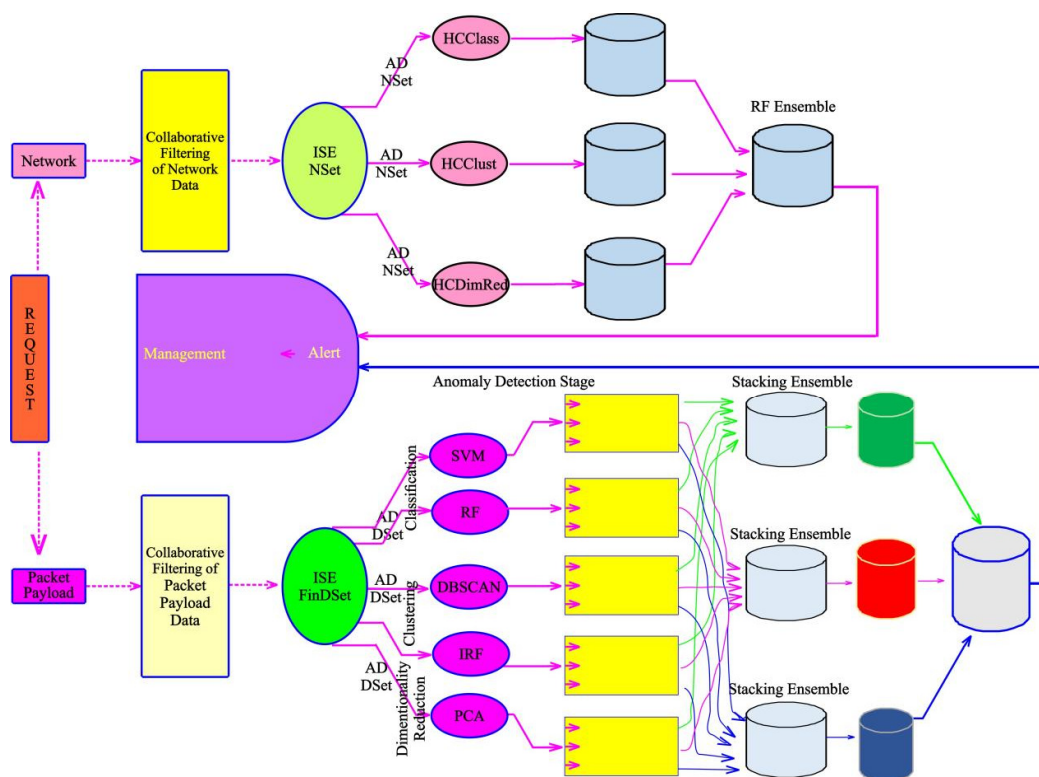 HCClass
AD
NSet
RF Ensemble
Collaborative
Filtering
of Network
Data
Network
ISE
NSet
AD
NSet
HCClust
AD
NSet
HCDimRed
REQUEST
Management
Alert
Anomaly Detection Stage
Stacking Ensemble
SVM
Classification
AD
DSet
RF
Stacking Ensemble
Collaborative
Filtering of
Packet
Payload
Data
Packet
Payload
ISE
FinDSet
AD
DSet.
Clustering
DBSCAN
IRF
AD
DSet
Dimentionality
Reduction
PCA
Stacking Ensemble